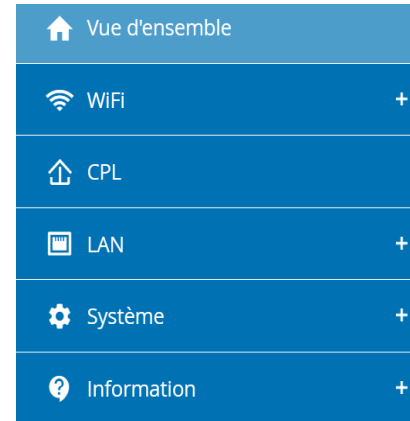 Vue d'ensemble
WiFi +
CPL
LAN +
Système +
Information +